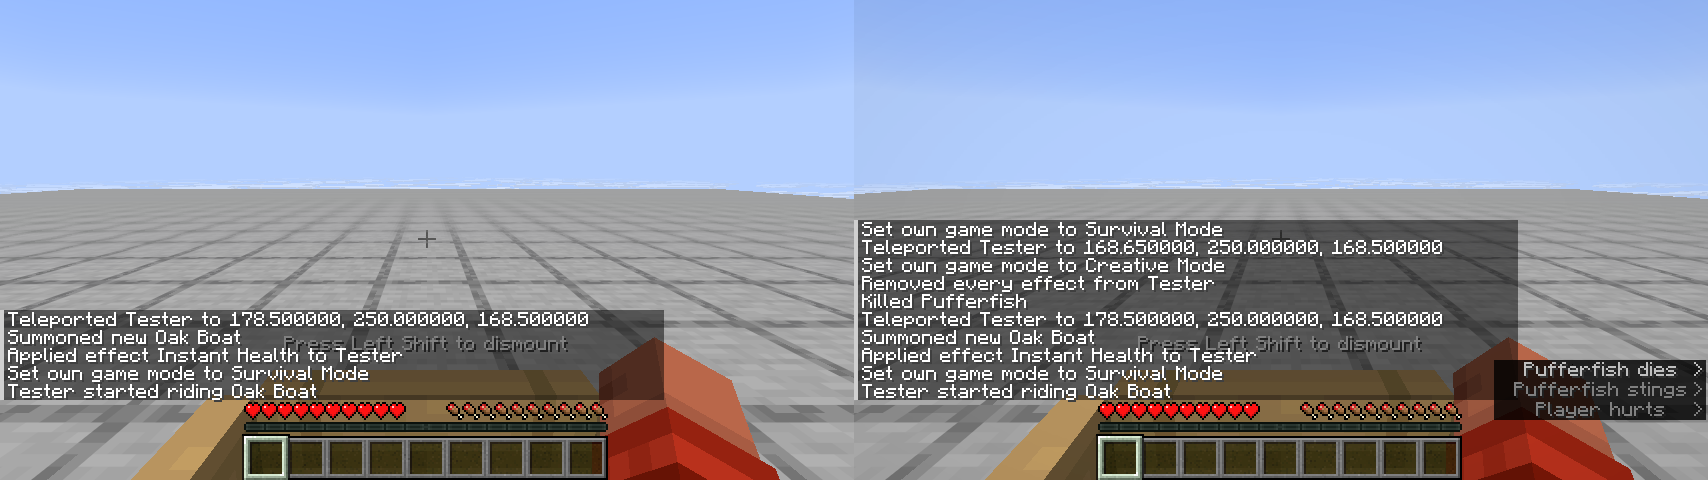 Teleported Tester to 178.500000, 250.000000, 168.500000
Summoned new Oak Boat
Press Left Shift to dismount
Applied effect Instant Health to Tester
Set own game mode to Survival Mode
Tester started riding Oak Boat
Set own game mode to Survival Mode
Teleported Tester to 168.650000, 250.000000, 168.500000
Set own game mode to Creative Mode
Removed every effect from Tester
Killed Pufferfish
Teleported Tester to 178.500000, 250.000000, 168.500000
Summoned new Oak Boat
Press Left Shift to dismount
Applied effect Instant Health to Tester
Set own game mode to Survival Mode
Tester started riding Oak Boat
Pufferfish dies >
Pufferfish stings >
Player hurts >